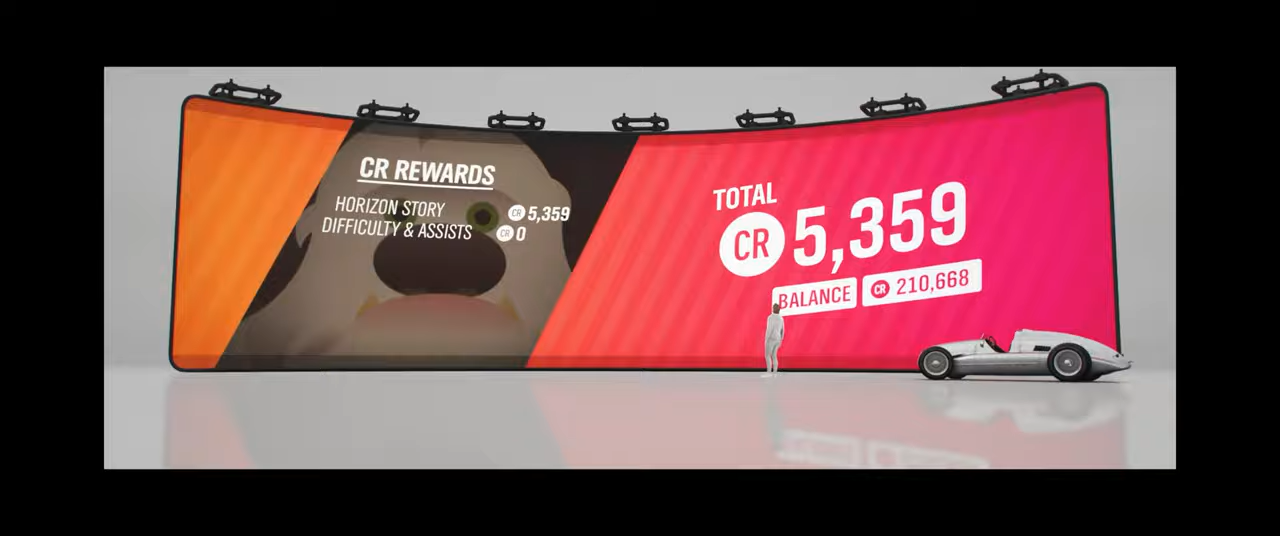 CR REWARDS
HORIZON STORY CR 5,359
DIFFICULTY & ASSISTS CR 0
TOTAL
CR 5,359
BALANCE CR 210,668